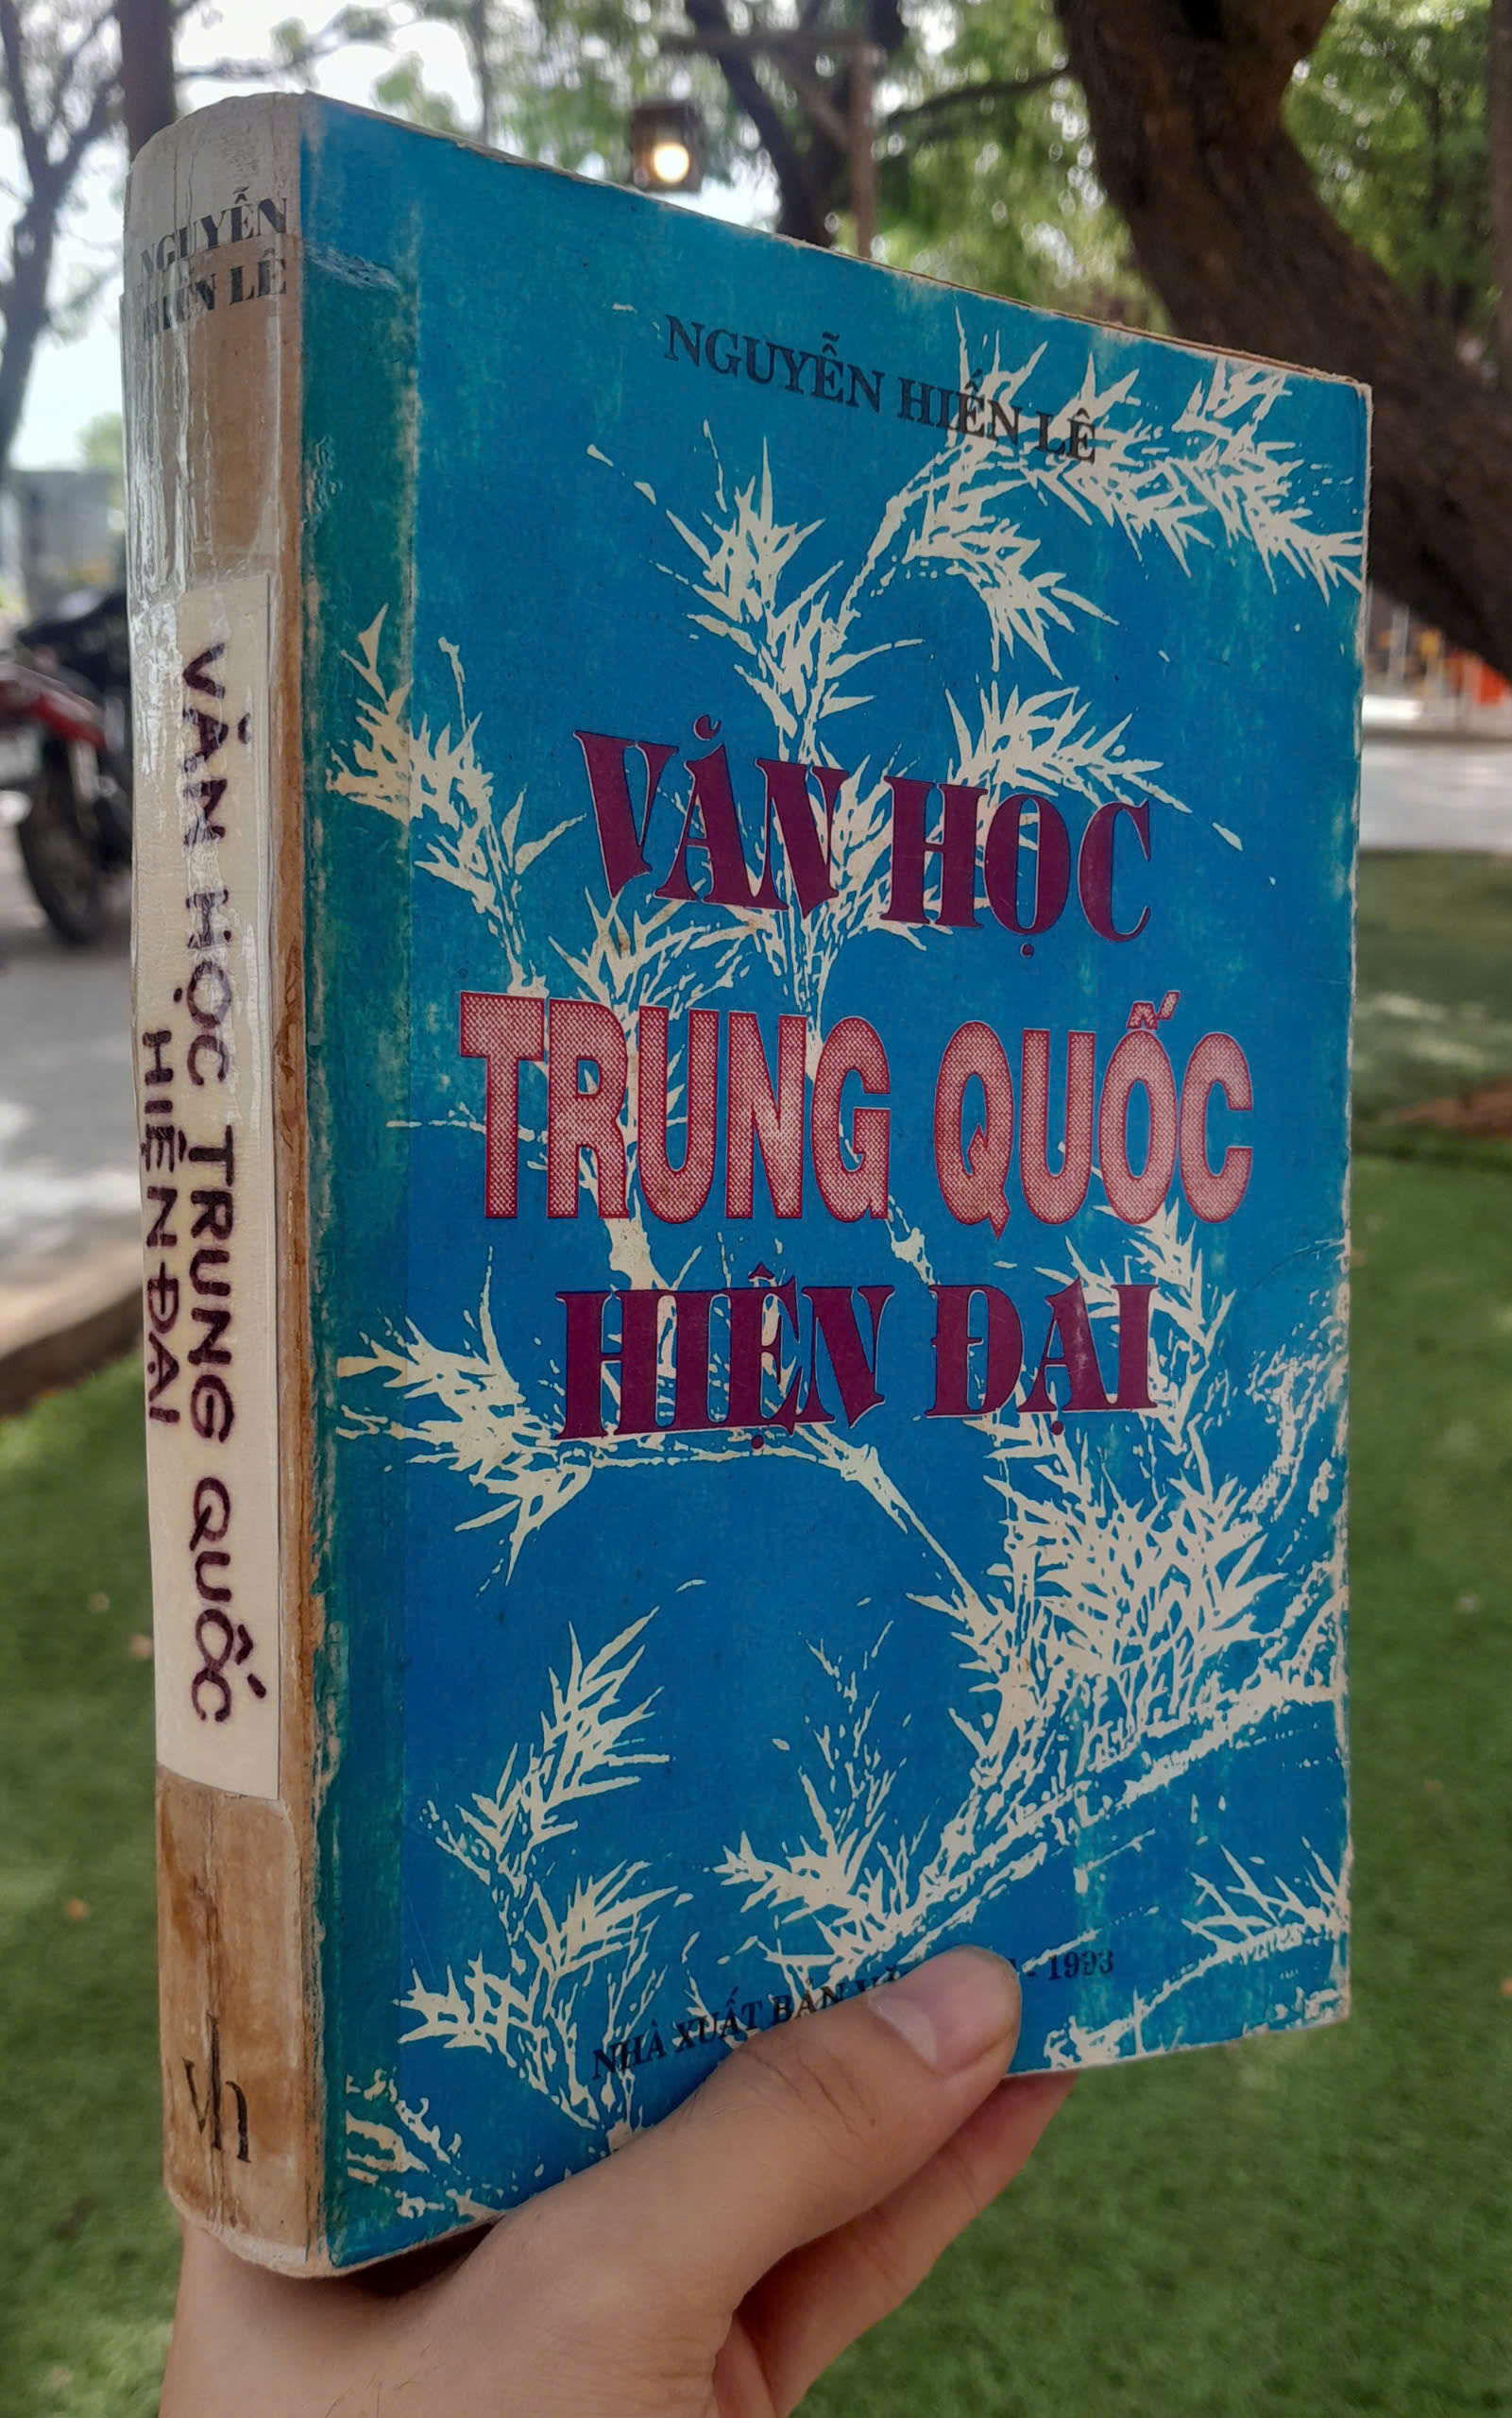 NGUYỄN
HIẾN LÊ
VĂN HỌC TRUNG QUỐC
HIỆN ĐẠI
vh
NGUYỄN HIẾN LÊ
VĂN HỌC
TRUNG QUỐC
HIỆN ĐẠI
NHÀ XUẤT BẢN - 1993